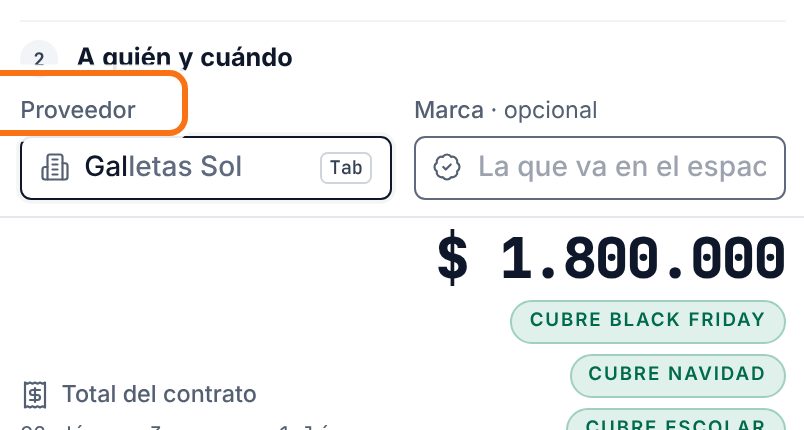 2 A quién y cuándo
Proveedor
Marca · opcional
Galletas Sol Tab
La que va en el espac
$ 1.800.000
CUBRE BLACK FRIDAY
CUBRE NAVIDAD
Total del contrato
CUBRE ESCOLAR